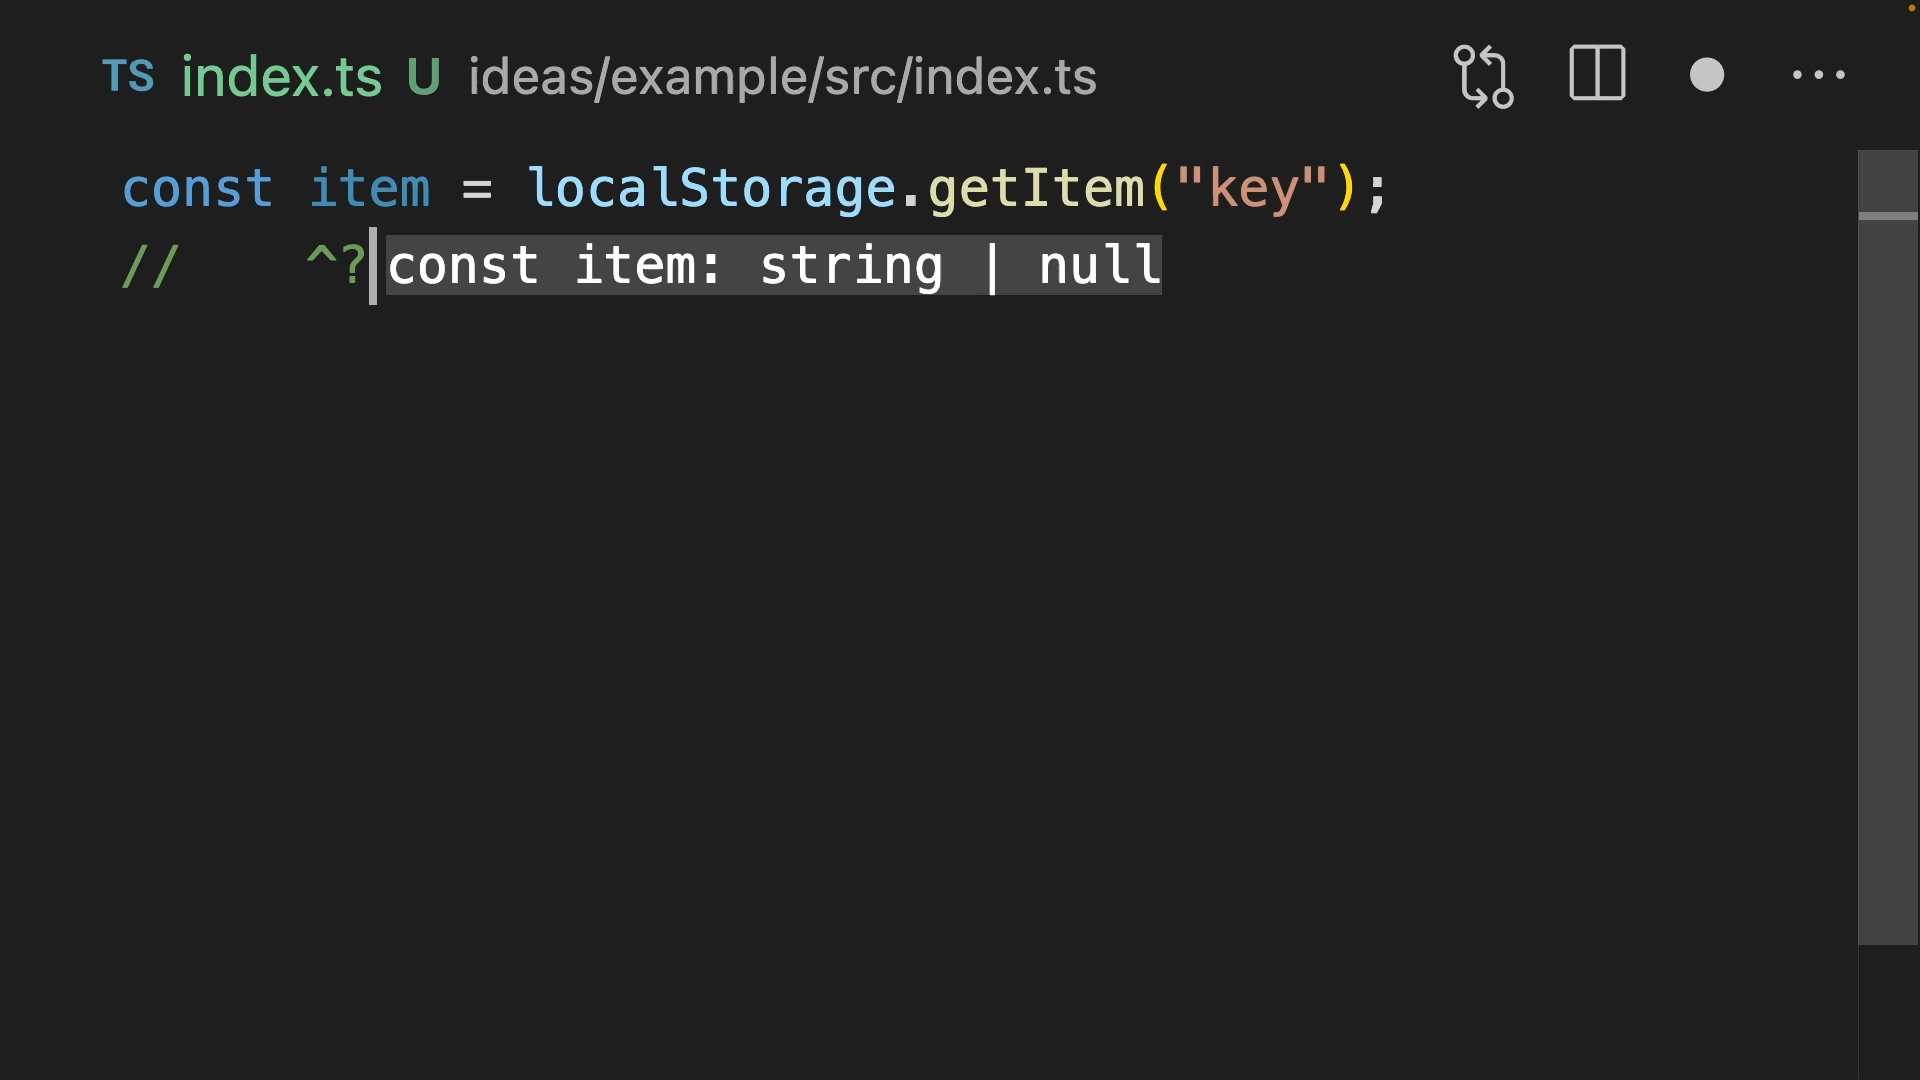 TS index.ts U ideas/example/src/index.ts
const item = localStorage.getItem("key");
//    ^? const item: string | null